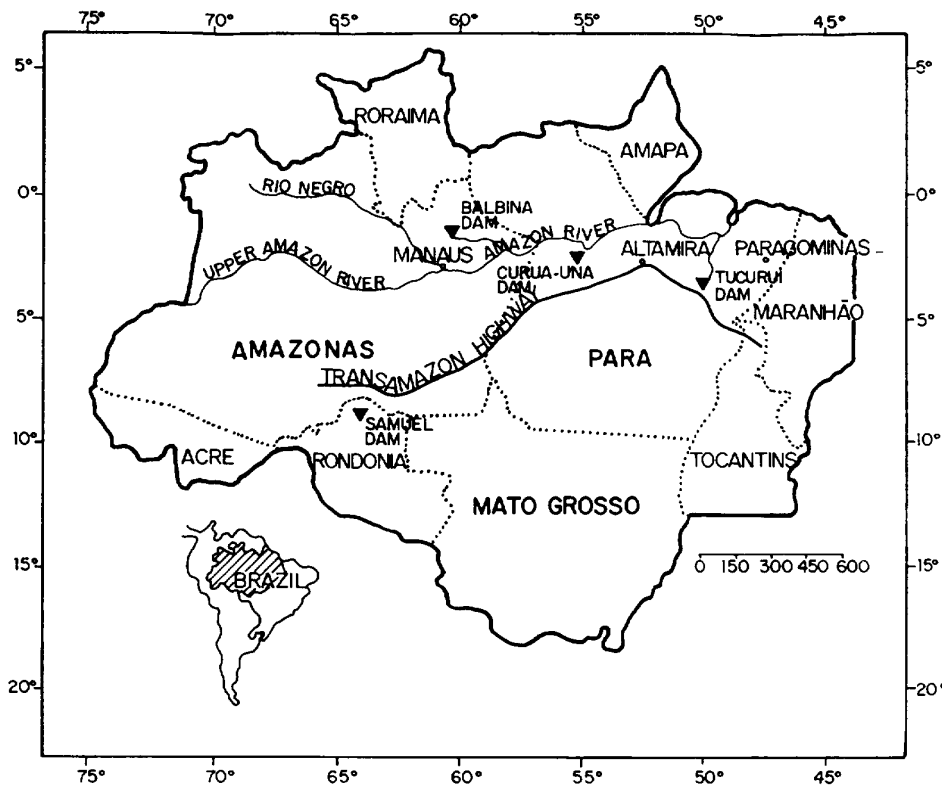 75° 70° 65° 60° 55° 50° 45°
5° 5°
RORAIMA
AMAPA
0° 0°
RIO NEGRO
BALBINA
DAM
UPPER AMAZON RIVER
MANAUS
AMAZON RIVER
ALTAMIRA
PARAGOMINAS
CURUA-UNA
DAM
TUCURUI
DAM
5° 5°
MARANHÃO
AMAZONAS
TRANSAMAZON HIGHWAY
PARA
SAMUEL
DAM
10° 10°
ACRE
RONDONIA
TOCANTINS
MATO GROSSO
15° 15°
BRAZIL
0 150 300 450 600
20° 20°
75° 70° 65° 60° 55° 50° 45°